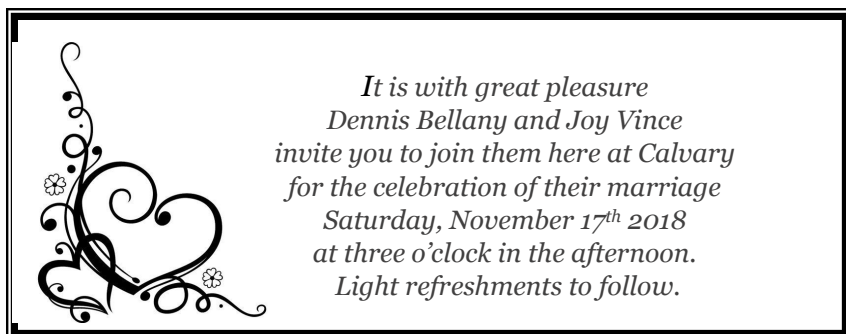 It is with great pleasure
Dennis Bellany and Joy Vince
invite you to join them here at Calvary
for the celebration of their marriage
Saturday, November 17th 2018
at three o’clock in the afternoon.
Light refreshments to follow.